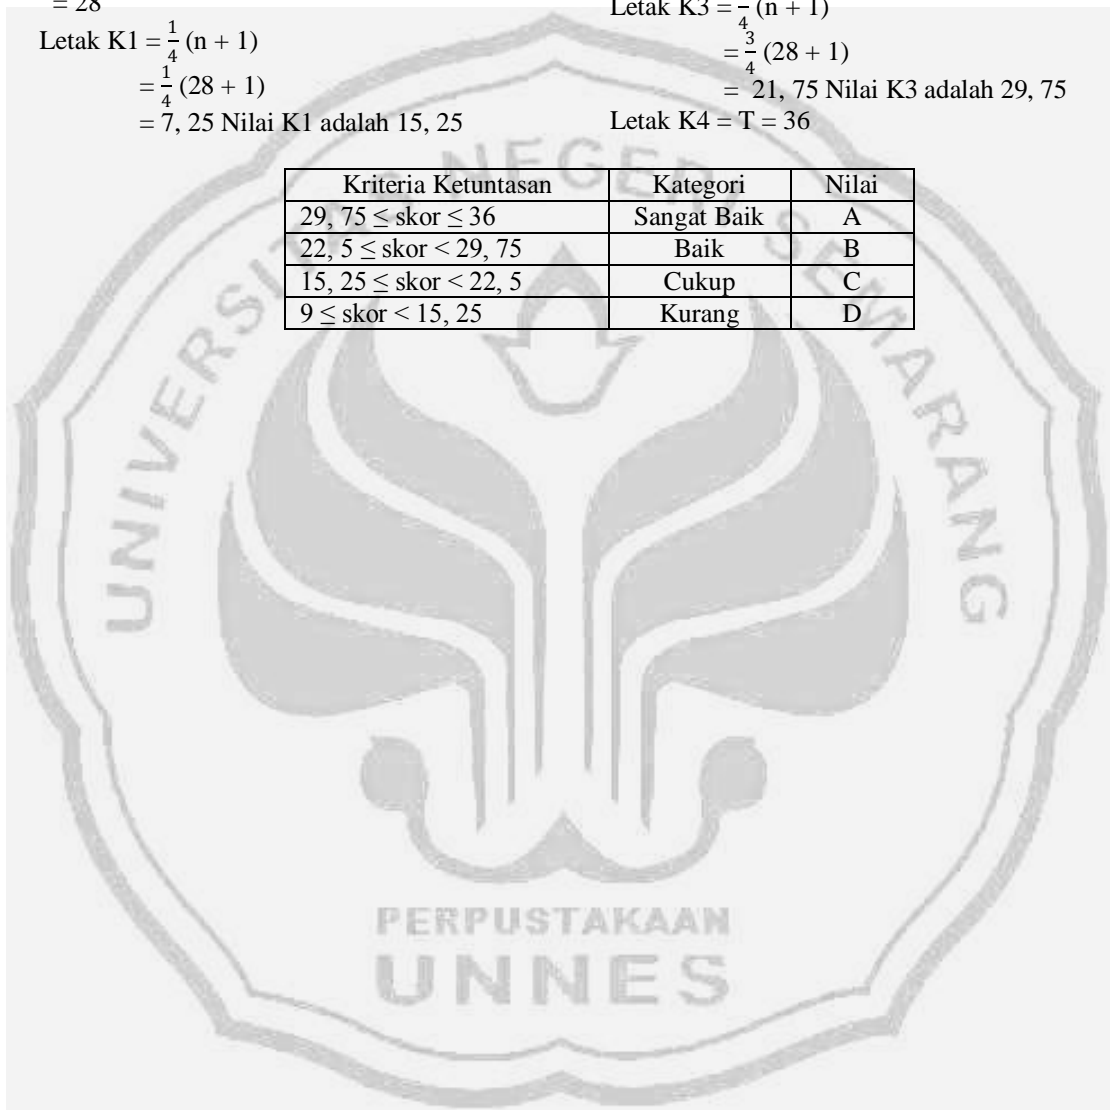 = 28
Letak K1 = 1/4 (n + 1)
= 1/4 (28 + 1)
= 7, 25 Nilai K1 adalah 15, 25
Letak K3 = /4 (n + 1)
= 3/4 (28 + 1)
= 21, 75 Nilai K3 adalah 29, 75
Letak K4 = T = 36
Kriteria Ketuntasan Kategori Nilai
29, 75 ≤ skor ≤ 36 Sangat Baik A
22, 5 ≤ skor < 29, 75 Baik B
15, 25 ≤ skor < 22, 5 Cukup C
9 ≤ skor < 15, 25 Kurang D
UNIVERSITAS NEGERI SEMARANG
PERPUSTAKAAN
UNNES